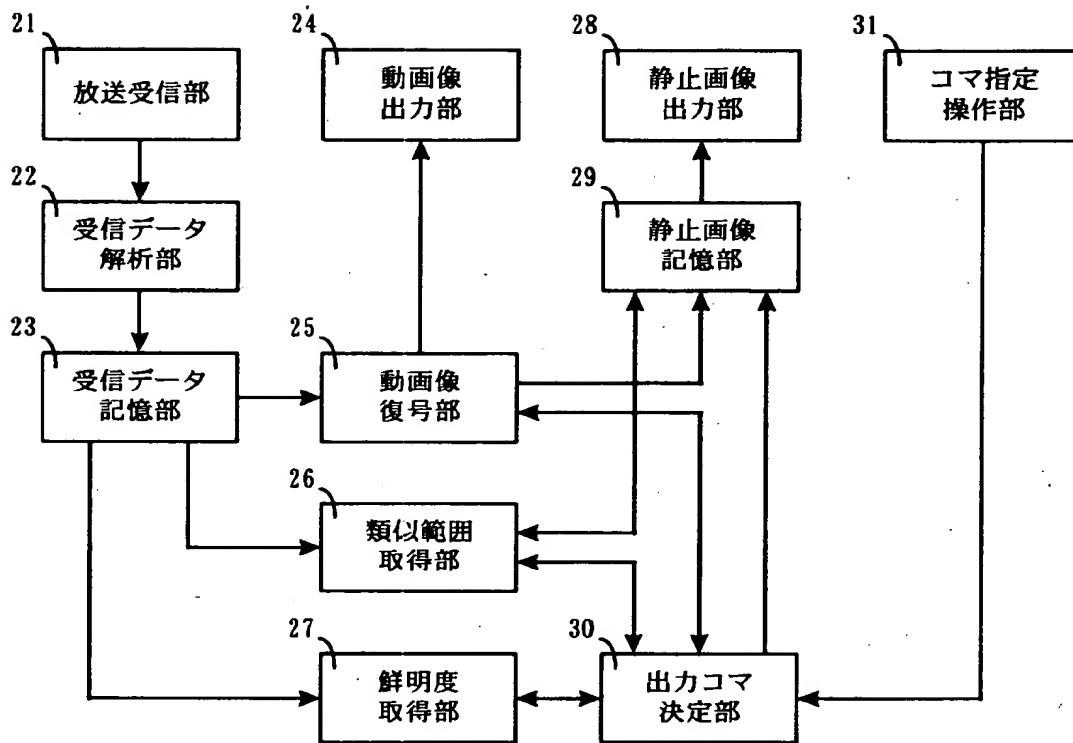 21
放送受信部
24
動画像
出力部
28
静止画像
出力部
31
コマ指定
操作部
22
受信データ
解析部
29
静止画像
記憶部
23
受信データ
記憶部
25
動画像
復号部
26
類似範囲
取得部
27
鮮明度
取得部
30
出力コマ
決定部